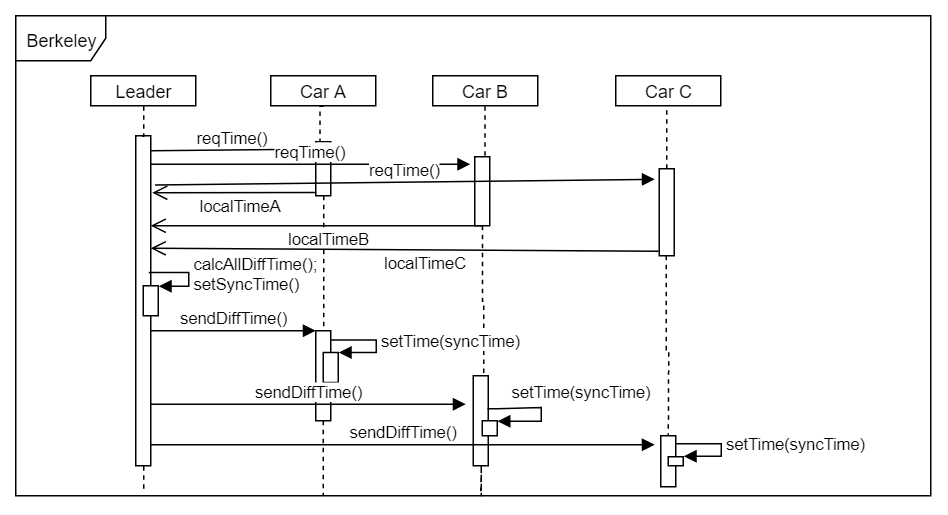 Berkeley
Leader
Car A
Car B
Car C
reqTime()
reqTime()
reqTime()
localTimeA
localTimeB
localTimeC
calcAllDiffTime();
setSyncTime()
sendDiffTime()
setTime(syncTime)
sendDiffTime()
setTime(syncTime)
sendDiffTime()
setTime(syncTime)